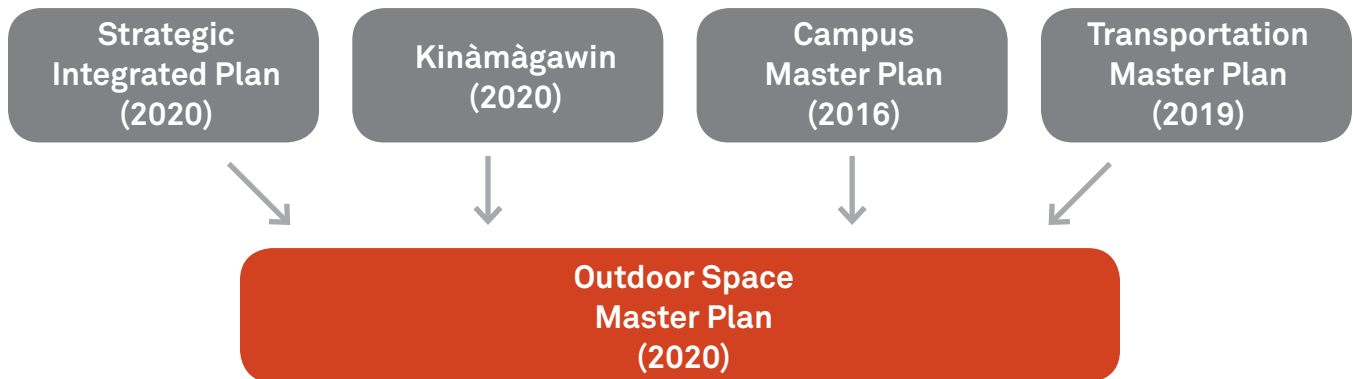 Strategic
Integrated Plan
(2020)
Kinàmàgawin
(2020)
Campus
Master Plan
(2016)
Transportation
Master Plan
(2019)
Outdoor Space
Master Plan
(2020)